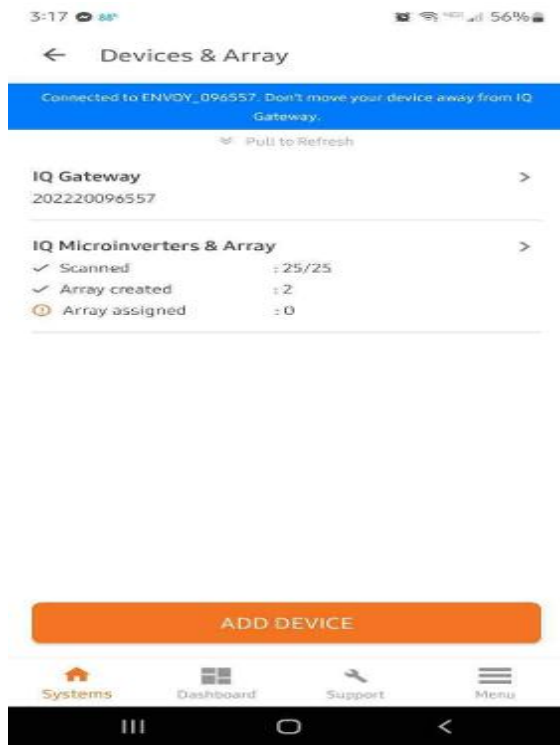 3:17 88° 56%
Devices & Array
Connected to ENVOY_096557. Don't move your device away from IQ
Gateway.
Pull to Refresh
IQ Gateway >
202220096557
IQ Microinverters & Array >
Scanned : 25/25
Array created : 2
Array assigned : 0
ADD DEVICE
Systems Dashboard Support Menu